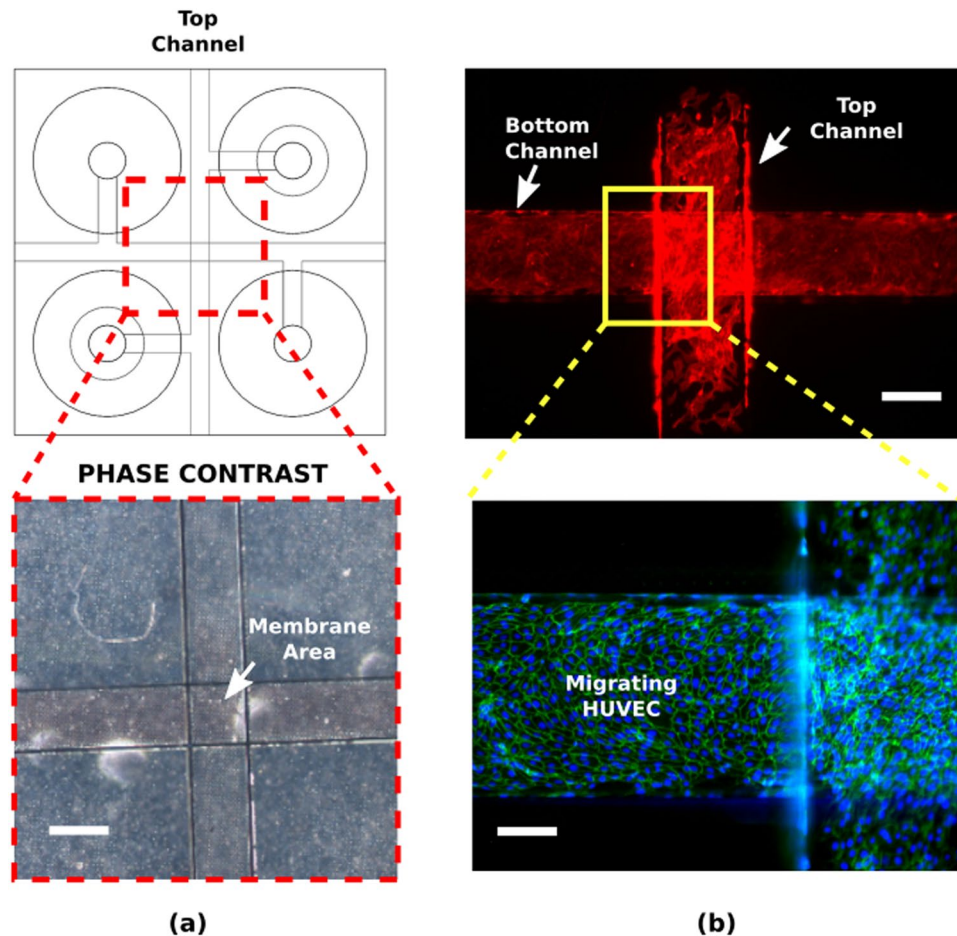 Top
Channel
Bottom
Channel
Top
Channel
PHASE CONTRAST
Membrane
Area
Migrating
HUVEC
(a)
(b)